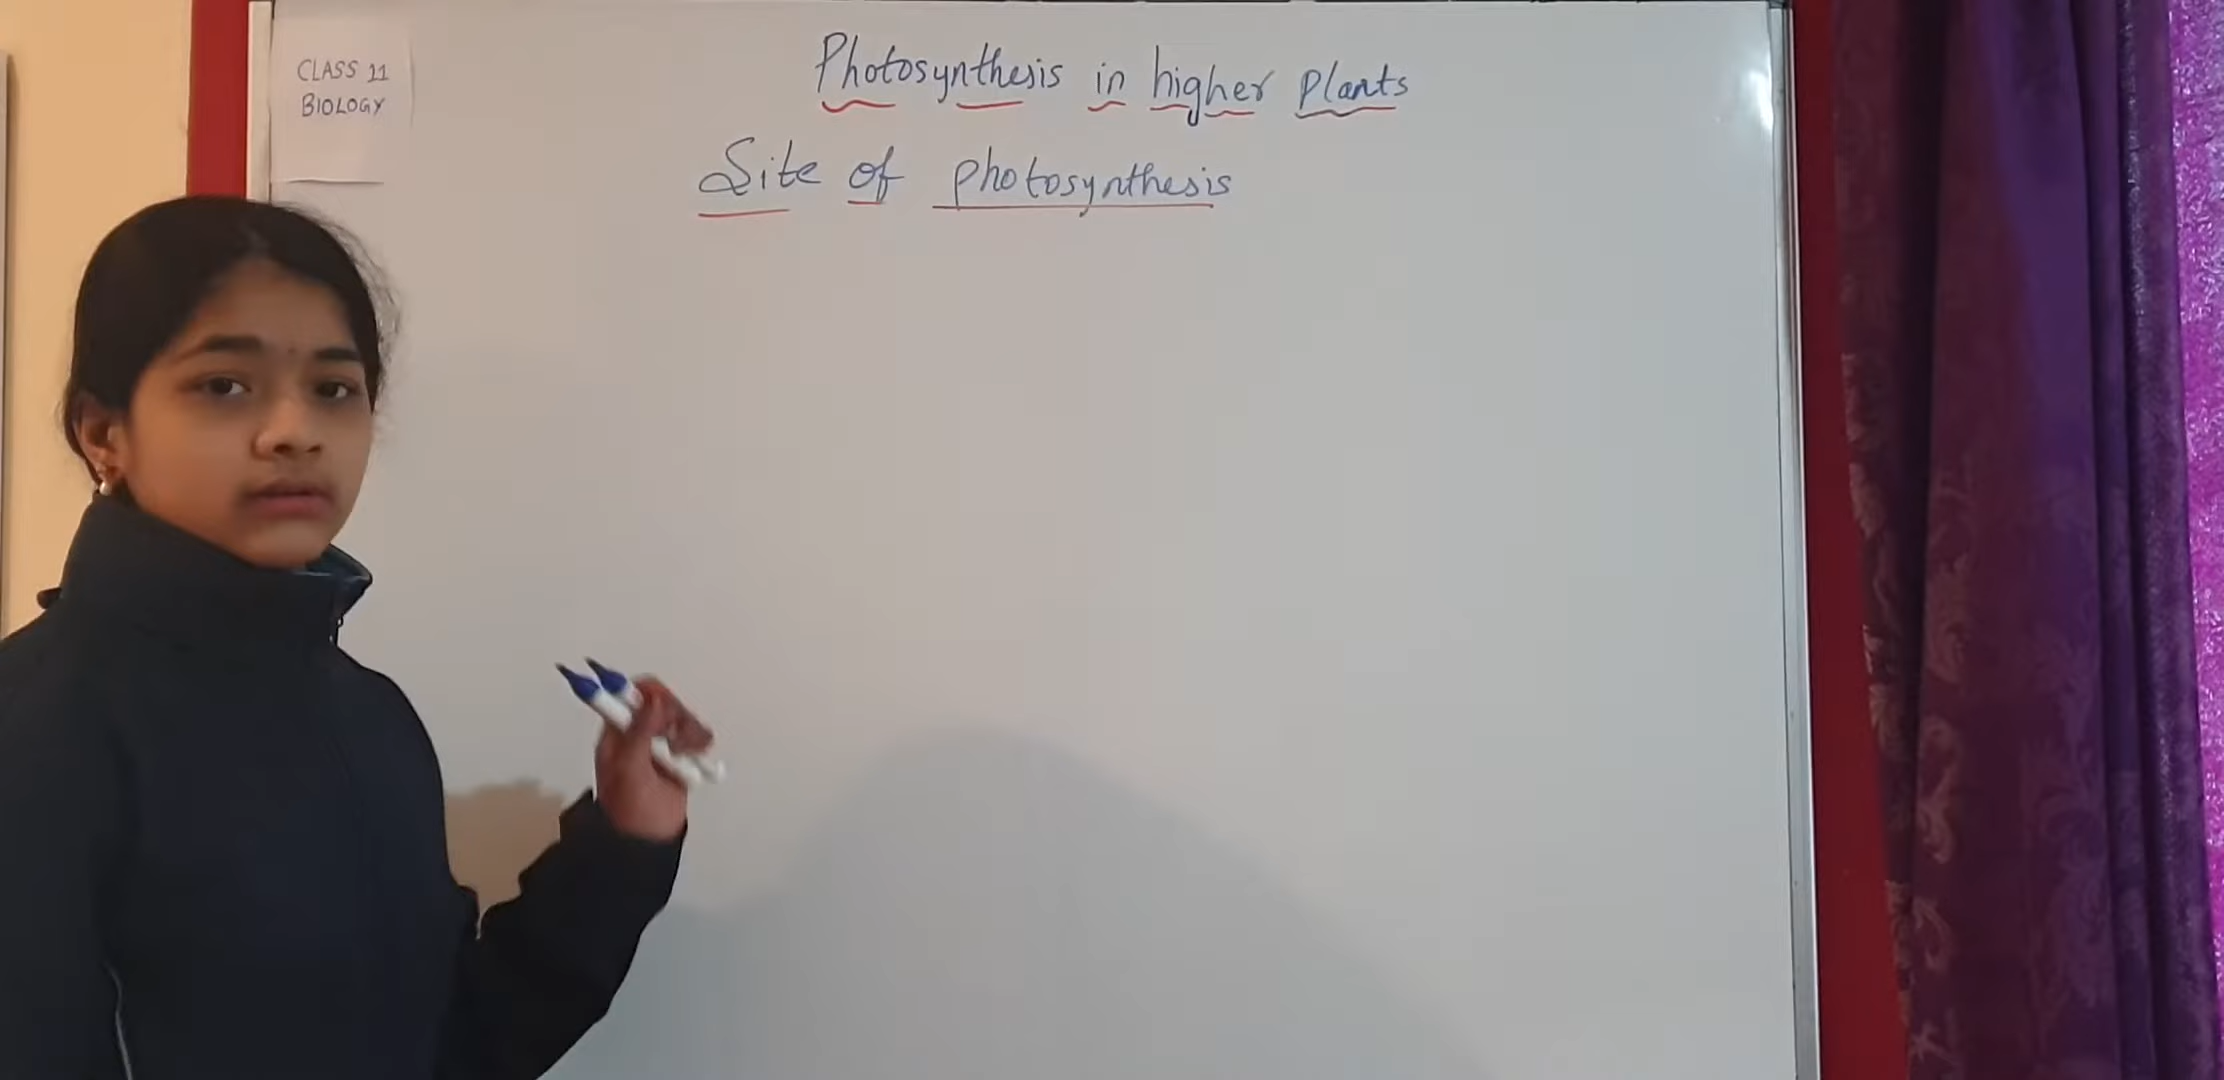 CLASS 11
BIOLOGY
Photosynthesis in higher Plants
Site of photosynthesis